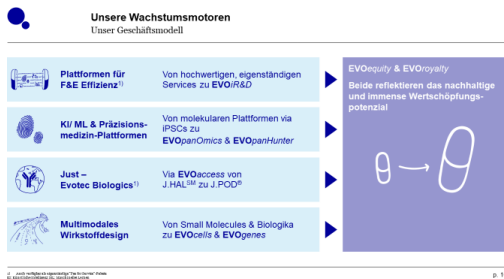 Unsere Wachstumsmotoren
Unser Geschäftsmodell
Plattformen für
F&E Effizienz1)
Von hochwertigen, eigenständigen
Services zu EVOiR&D
KI/ ML & Präzisions-
medizin-Plattformen
Von molekularen Plattformen via
iPSCs zu
EVOpanOmics & EVOpanHunter
Just –
Evotec Biologics1)
Via EVOaccess von
J.HALSM zu J.POD®
Multimodales
Wirkstoffdesign
Von Small Molecules & Biologika
zu EVOcells & EVOgenes
EVOequity & EVOroyalty
Beide reflektieren das nachhaltige
und immense Wertschöpfungs-
potenzial
p. 1